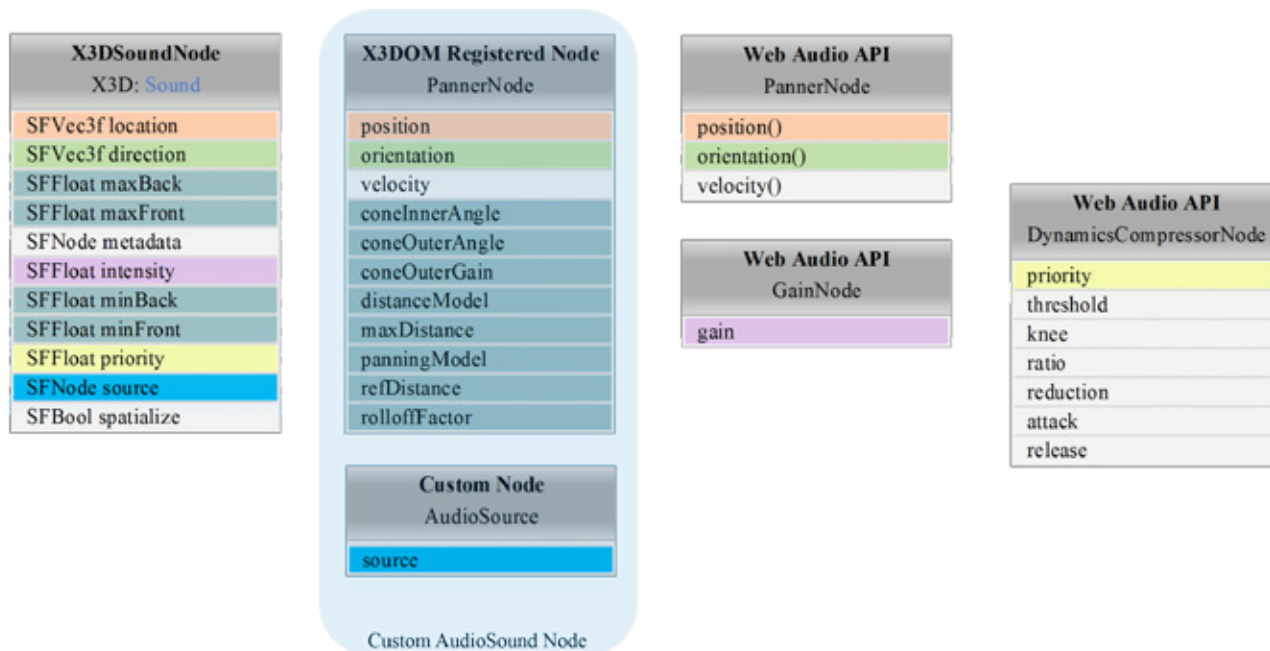 X3DSoundNode
X3D: Sound
SFVec3f location
SFVec3f direction
SFFloat maxBack
SFFloat maxFront
SFNode metadata
SFFloat intensity
SFFloat minBack
SFFloat minFront
SFFloat priority
SFNode source
SFBool spatialize
X3DOM Registered Node
PannerNode
position
orientation
velocity
coneInnerAngle
coneOuterAngle
coneOuterGain
distanceModel
maxDistance
panningModel
refDistance
rolloffFactor
Custom Node
AudioSource
source
Custom AudioSound Node
Web Audio API
PannerNode
position()
orientation()
velocity()
Web Audio API
GainNode
gain
Web Audio API
DynamicsCompressorNode
priority
threshold
knee
ratio
reduction
attack
release